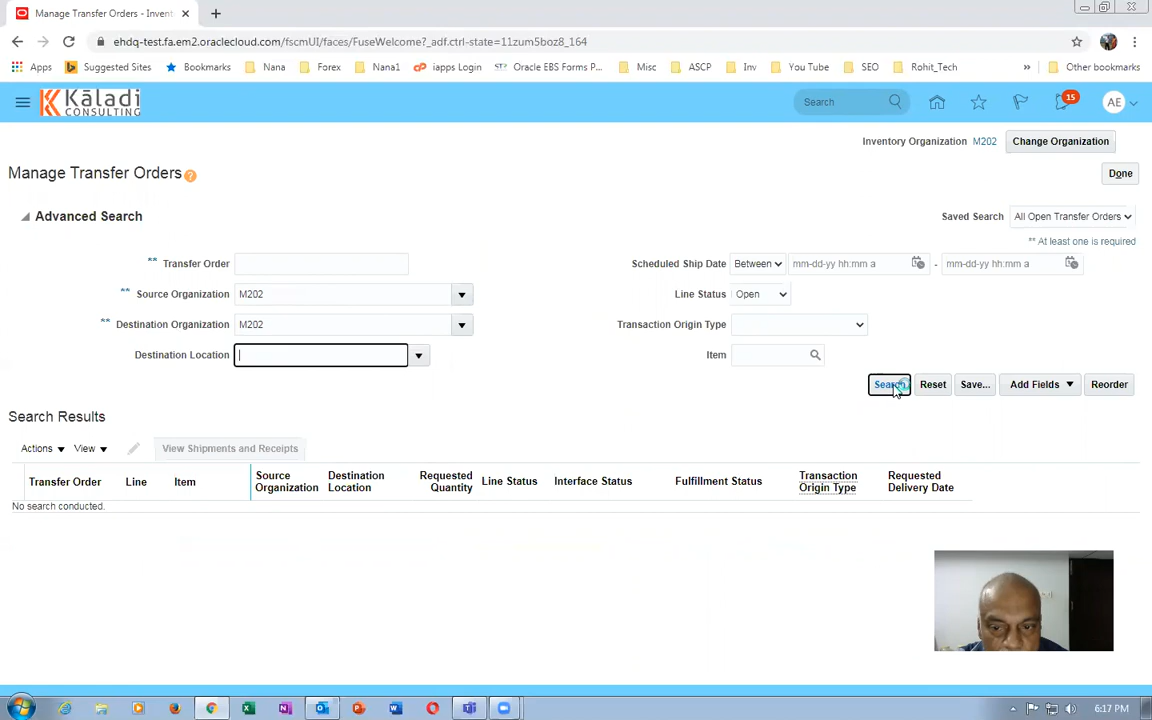 Manage Transfer Orders - Invent
ehdq-test.fa.em2.oraclecloud.com/fscmUI/faces/FuseWelcome?_adf.ctrl-state=11zum5boz8_164
Apps Suggested Sites Bookmarks Nana Forex Nana1 iapps Login Oracle EBS Forms P... Misc ASCP Inv You Tube SEO Rohit_Tech » Other bookmarks
Kaladi CONSULTING
Search
15
AE
Inventory Organization M202 Change Organization
Manage Transfer Orders ?
Done
Advanced Search
Saved Search All Open Transfer Orders
** At least one is required
** Transfer Order
Scheduled Ship Date Between mm-dd-yy hh:mm a - mm-dd-yy hh:mm a
** Source Organization M202
Line Status Open
** Destination Organization M202
Transaction Origin Type
Destination Location
Item
Search Reset Save... Add Fields Reorder
Search Results
Actions View View Shipments and Receipts
Transfer Order Line Item Source Organization Destination Location Requested Quantity Line Status Interface Status Fulfillment Status Transaction Origin Type Requested Delivery Date
No search conducted.
6:17 PM